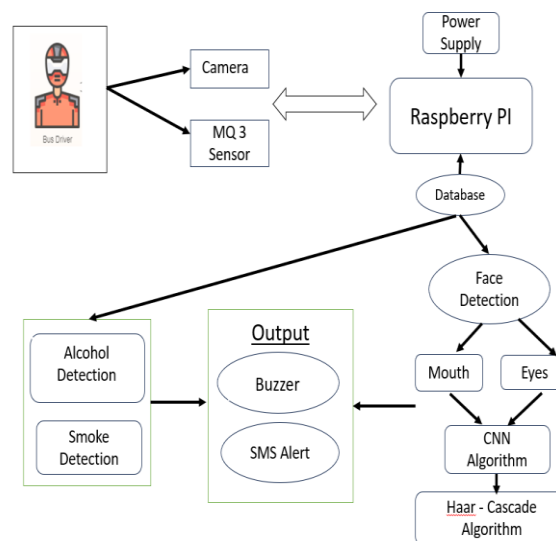 Power
Supply
Camera
Raspberry PI
Bus Driver
MQ 3
Sensor
Database
Face
Detection
Output
Alcohol
Detection
Buzzer
Mouth
Eyes
Smoke
Detection
SMS Alert
CNN
Algorithm
Haar - Cascade
Algorithm